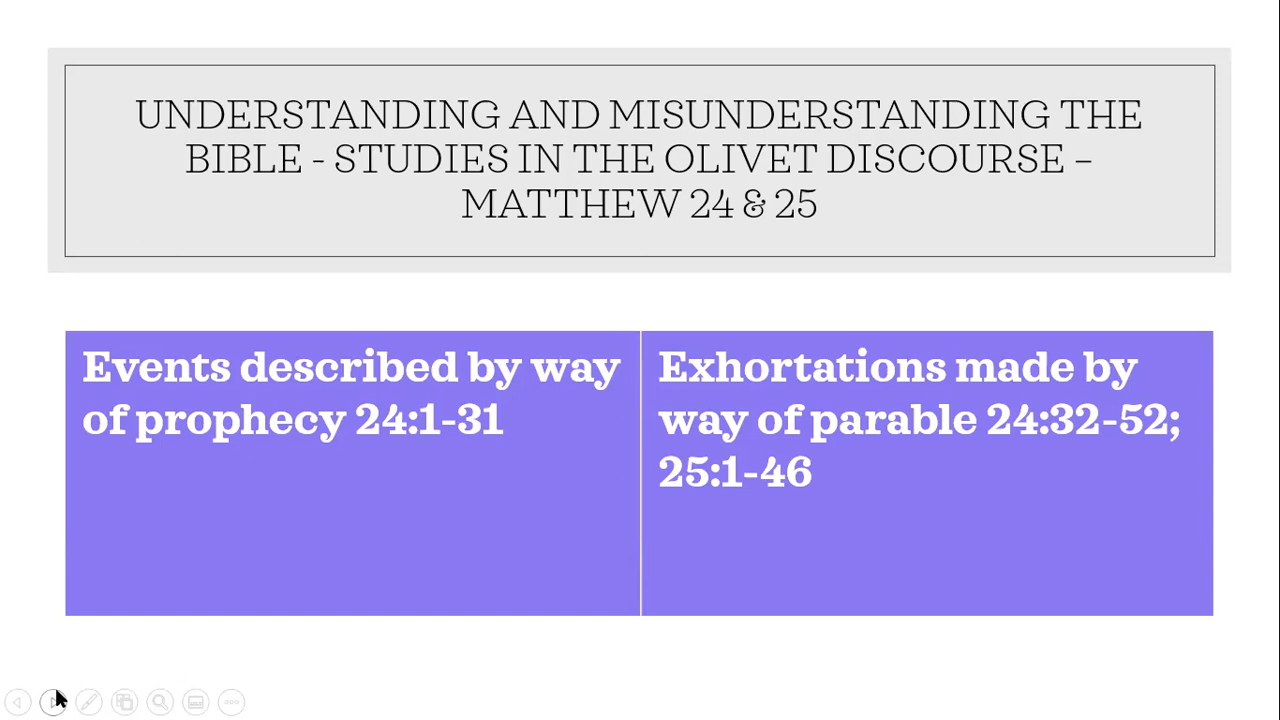 UNDERSTANDING AND MISUNDERSTANDING THE
BIBLE - STUDIES IN THE OLIVET DISCOURSE –
MATTHEW 24 & 25
Events described by way
of prophecy 24:1-31
Exhortations made by
way of parable 24:32-52;
25:1-46